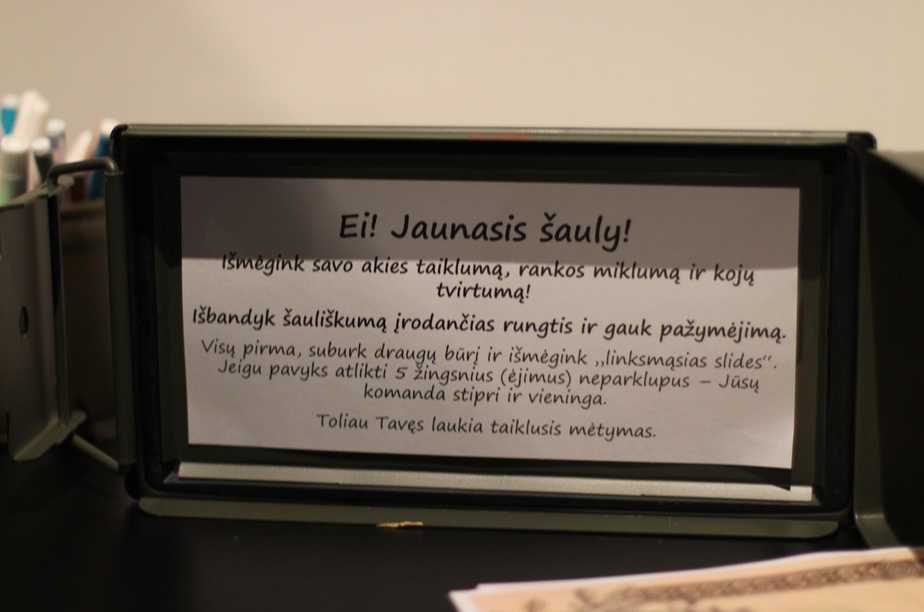 Ei! Jaunasis šauly!
Išmėgink savo akies taiklumą, rankos miklumą ir kojų
tvirtumą!
Išbandyk šauliškumą įrodančias rungtis ir gauk pažymėjimą.
Visų pirma, suburk draugų būrį ir išmėgink „linksmąsias slides“.
Jeigu pavyks atlikti 5 žingsnius (ėjimus) neparklupus – Jūsų
komanda stipri ir vieninga.
Toliau Tavęs laukia taiklusis mėtymas.